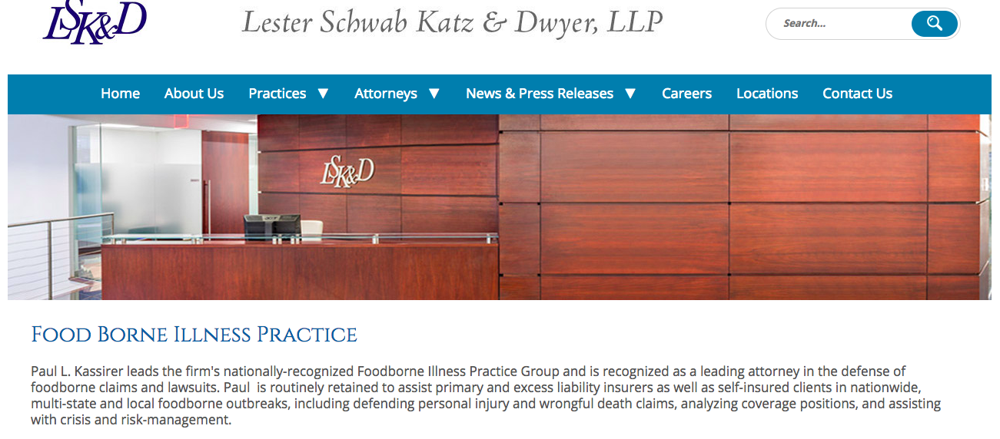 LSK&D
Lester Schwab Katz & Dwyer, LLP
Search...
Home About Us Practices ▼ Attorneys ▼ News & Press Releases ▼ Careers Locations Contact Us
LSK&D
Food Borne Illness Practice
Paul L. Kassirer leads the firm's nationally-recognized Foodborne Illness Practice Group and is recognized as a leading attorney in the defense of
foodborne claims and lawsuits. Paul  is routinely retained to assist primary and excess liability insurers as well as self-insured clients in nationwide,
multi-state and local foodborne outbreaks, including defending personal injury and wrongful death claims, analyzing coverage positions, and assisting
with crisis and risk-management.